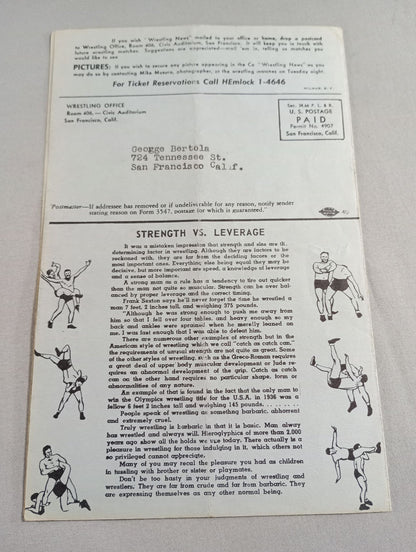 If you wish "Wrestling News" mailed to your office or home, drop a postcard
to Wrestling Office, Room 406, Civic Auditorium, San Francisco. It will keep you in touch with
future wrestling matches. Suggestions are appreciated—mail 'em in, telling us matches you
would like to see
PICTURES: If you wish to secure any picture appearing in the "Wrestling News" you
may do so by contacting Mike , photographer, or the wrestling matches on Tuesday night.
For Ticket Reservations Call HEmlock 1-4646
WRESTLING OFFICE
Room 406, — Civic Auditorium
San Francisco, Calif.
Sec. 34.66 P. L. & R.
U. S. POSTAGE
PAID
Permit No. 4907
San Francisco, Calif.
George Bertola
724 Tennessee St.
San Francisco Calif.
Postmaster—If addressee has removed or if undeliverable for any reason, notify sender
stating reason on Form 3547, postage for which is guaranteed."
STRENGTH VS. LEVERAGE
It was a mistaken impression that strength and size are the
determining factor in wrestling. Although they are factors to be
reckoned with, they are far from the deciding factors or the
most important ones. Everything else being equal they may be
decisive, but more important are speed, a knowledge of leverage
and a sense of balance.
A strong man as a rule has a tendency to tire out quicker
than the man not quite so muscular. Strength can be over bal-
anced by proper leverage and the correct timing.
Frank Sexton says he'll never forget the time he wrestled a
man 7 feet, 2 inches tall, and weighing 375 pounds.
"Although he was strong enough to push me away from
him so that I fell over four tables, and heavy enough so my
back and ankles were sprained when he merely leaned on
me, I was fast enough that I was able to defeat him.
There are numerous other examples of strength but in the
American style of wrestling which we call "catch as catch can,"
the requirements of unusual strength are not quite as great. Some
of the other styles of wrestling, such as the Greco-Roman requires
a great deal of upper body muscular development or Jude re-
quires an abnormal development of the grip. Catch as catch
can on the other hand requires no particular shape, form or
abnormalities of any nature.
An example of that is found in the fact that the only man to
win the Olympics wrestling title for the U.S.A. in 1936 was a
fellow 6 feet 2 inches tall and weighing 145 pounds.
People speak of wrestling as something barbaric, abhorrent
and extremely cruel.
Truly wrestling is barbaric in that it is basic. Man alway
has wrestled and always will. Hieroglyphics of more than 2,000
years ago show all the holds we use today. There actually is a
pleasure in wrestling for those indulging in it, which others not
so privileged cannot appreciate.
Many of you may recal the pleasure you had as children
in tussling with brother or sister or playmates.
Don't be too hasty in your judgments of wrestling and
wrestlers. They are far from crude and far from barbaric. They
are expressing themselves as any other normal being.